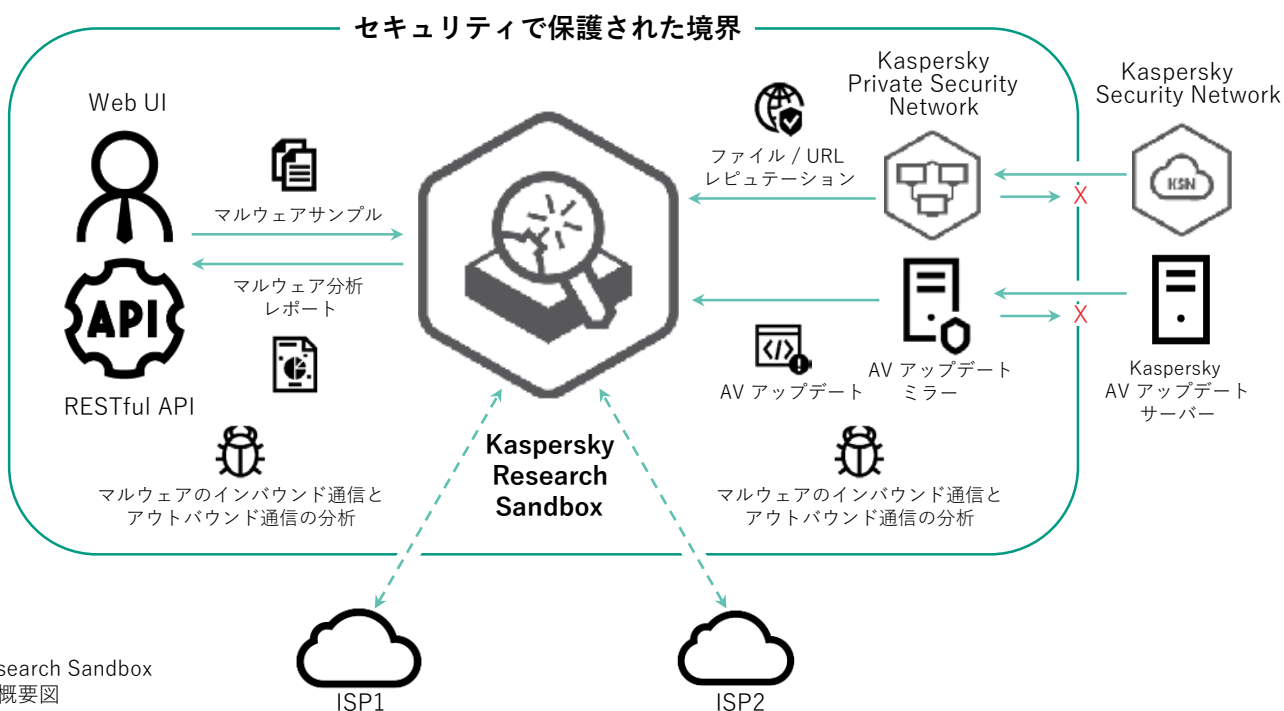 セキュリティで保護された境界
Web UI
マルウェアサンプル
マルウェア分析
レポート
API
RESTful API
マルウェアのインバウンド通信と
アウトバウンド通信の分析
Kaspersky
Research
Sandbox
ファイル / URL
レピュテーション
Kaspersky
Private Security
Network
Kaspersky
Security Network
KSN
X
X
AV アップデート
AV アップデート
ミラー
Kaspersky
AV アップデート
サーバー
マルウェアのインバウンド通信と
アウトバウンド通信の分析
ISP1
ISP2
search Sandbox
概要図